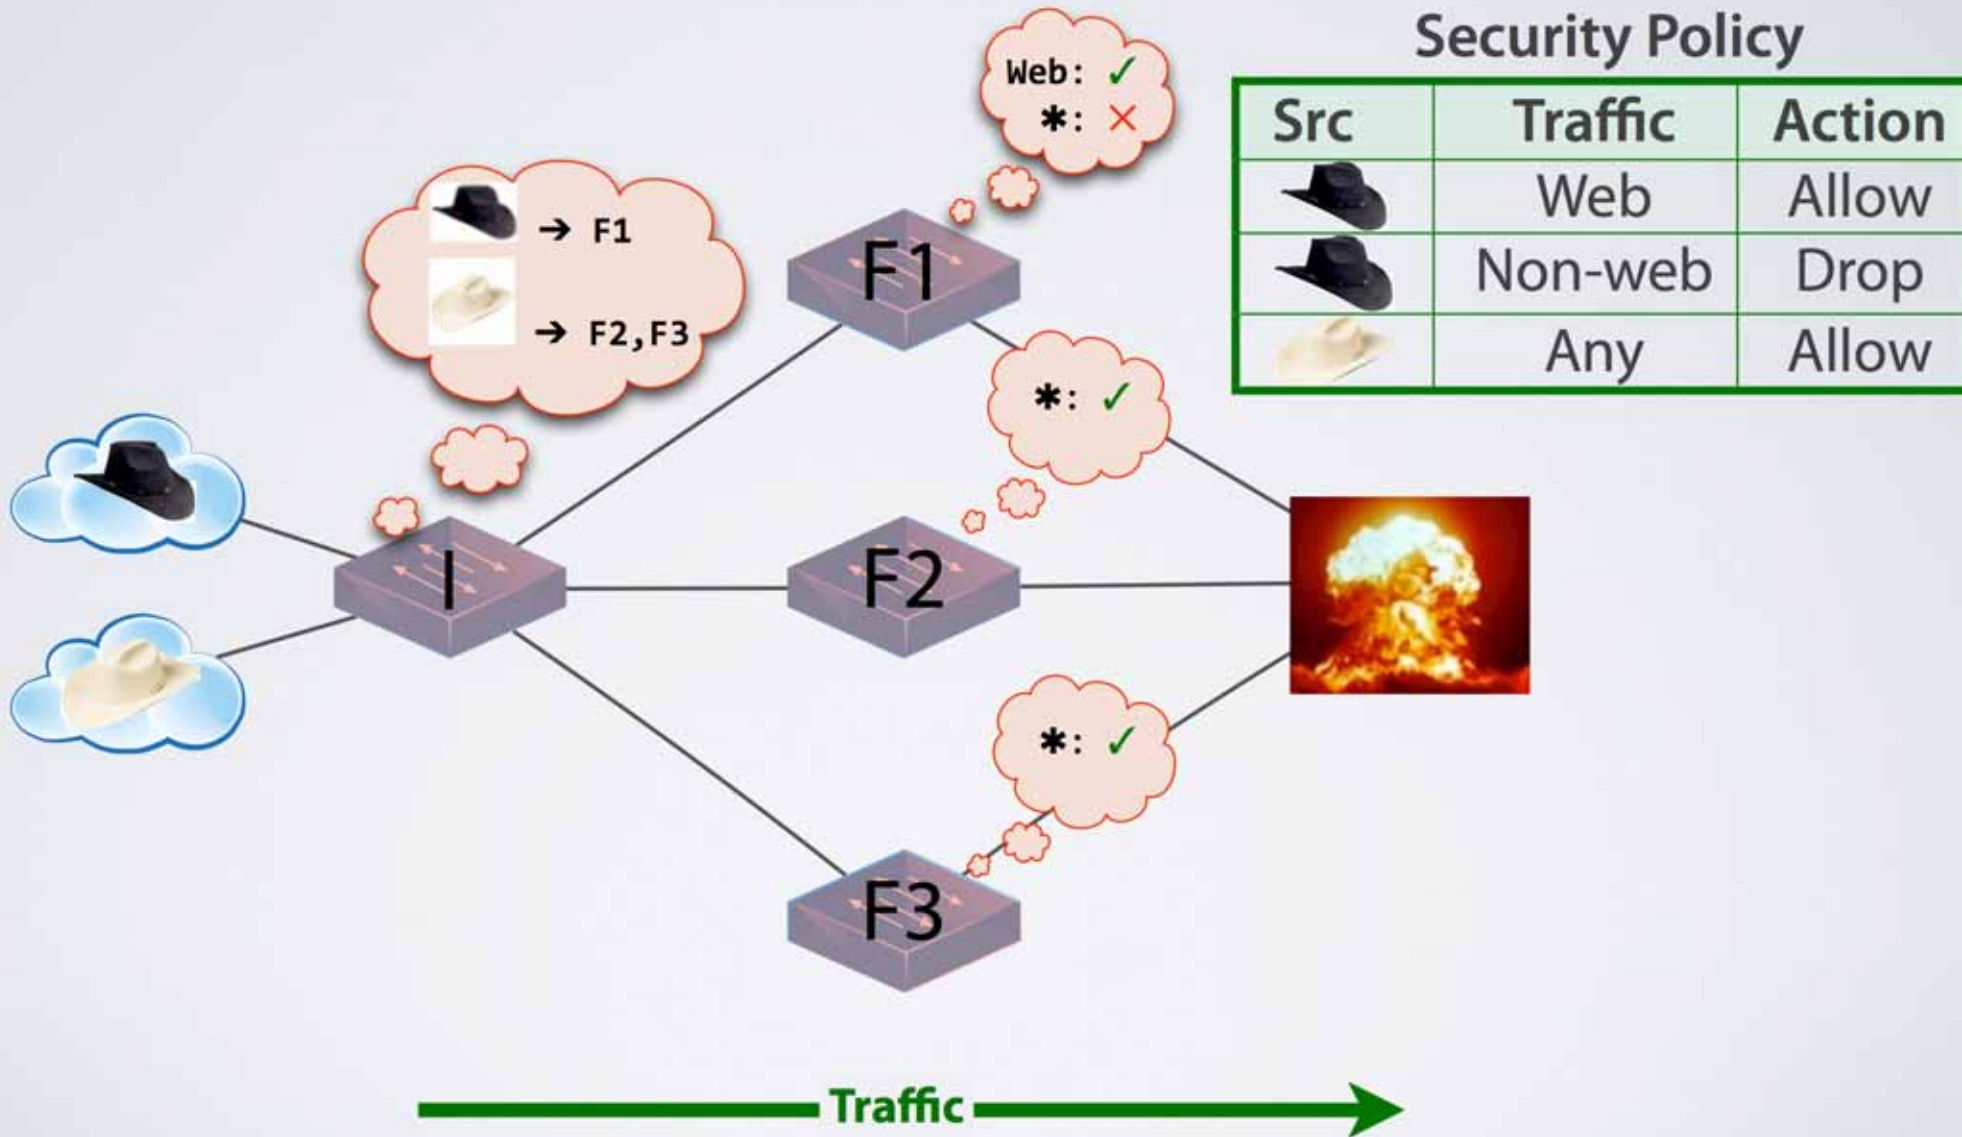 Security Policy
Src Traffic Action
Web Allow
Non-web Drop
Any Allow
Web: ✓
✱: ×
→ F1
→ F2,F3
F1
✱: ✓
I
F2
✱: ✓
F3
Traffic